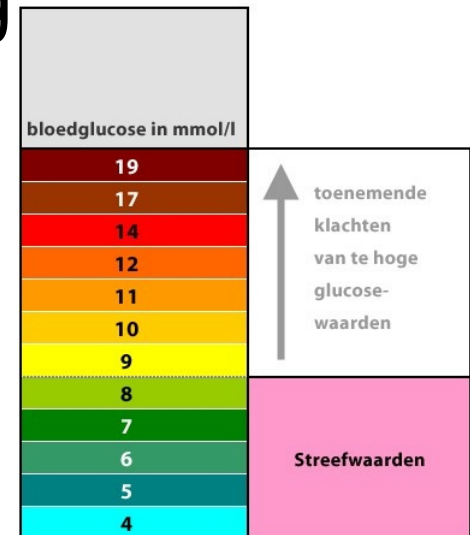 g
bloedglucose in mmol/l
19
17
14
12
11
10
9
8
7
6
5
4
toenemende
klachten
van te hoge
glucose-
waarden
Streefwaarden